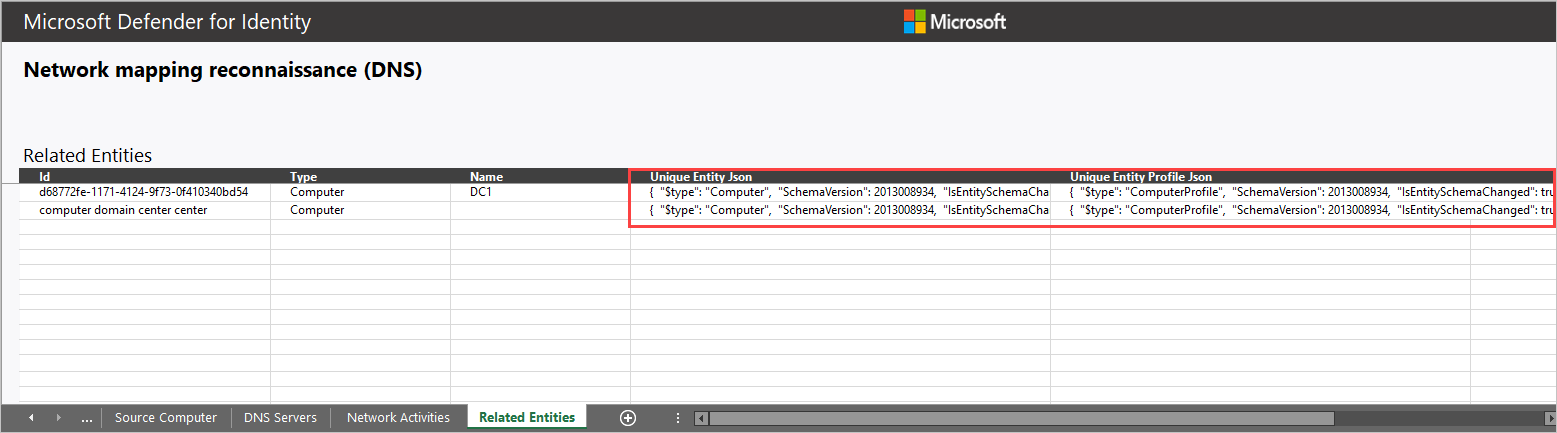 Microsoft Defender for Identity Microsoft
Network mapping reconnaissance (DNS)
Related Entities
Id Type Name Unique Entity Json Unique Entity Profile Json
d68772fe-1171-4124-9f73-0f410340bd54 Computer DC1 { "$type": "Computer", "SchemaVersion": 2013008934, "IsEntitySchemaCha { "$type": "ComputerProfile", "SchemaVersion": 2013008934, "IsEntitySchemaChanged": tru
computer domain center center Computer { "$type": "Computer", "SchemaVersion": 2013008934, "IsEntitySchemaCha { "$type": "ComputerProfile", "SchemaVersion": 2013008934, "IsEntitySchemaChanged": tru
... Source Computer DNS Servers Network Activities Related Entities